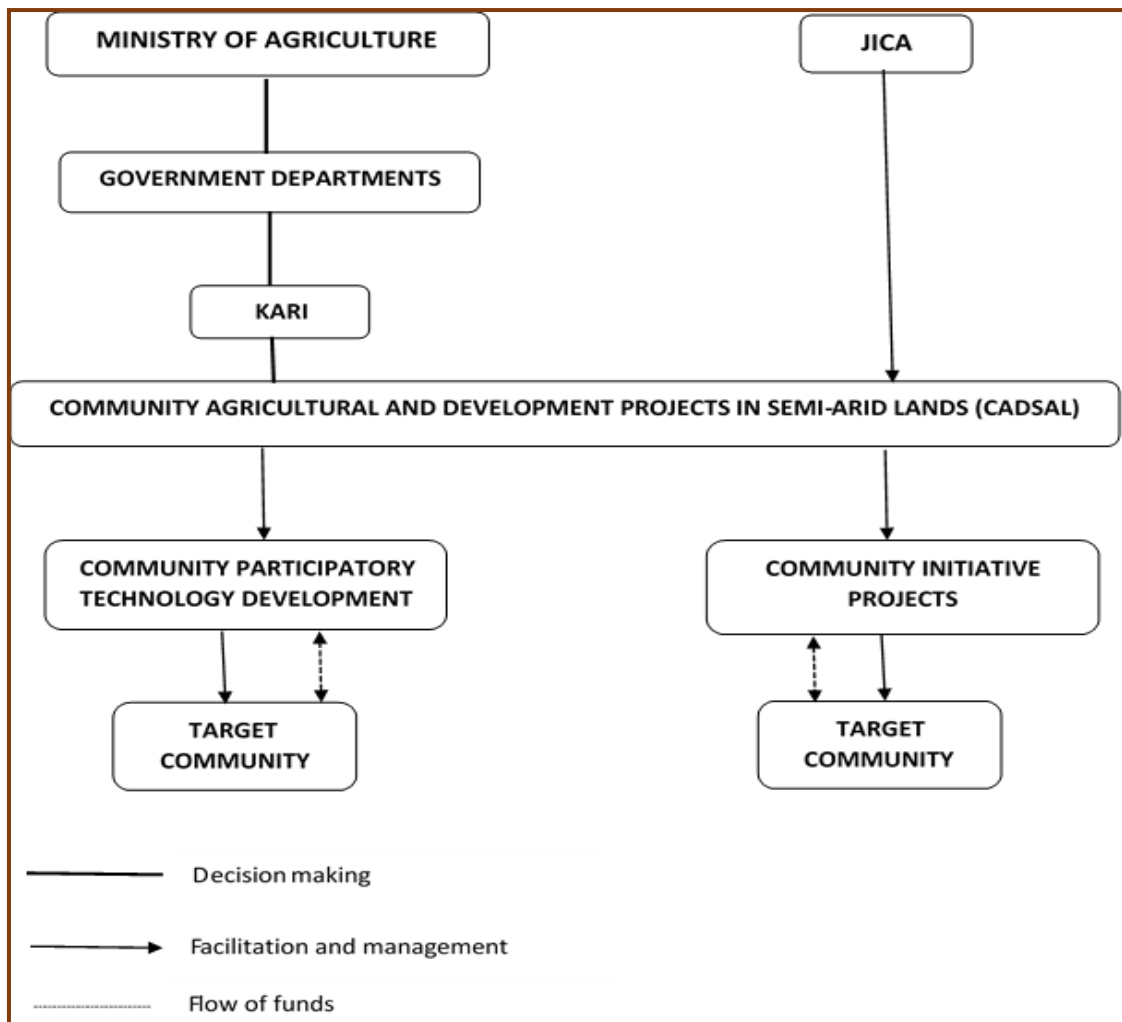 MINISTRY OF AGRICULTURE
JICA
GOVERNMENT DEPARTMENTS
KARI
COMMUNITY AGRICULTURAL AND DEVELOPMENT PROJECTS IN SEMI-ARID LANDS (CADSAL)
COMMUNITY PARTICIPATORY
TECHNOLOGY DEVELOPMENT
COMMUNITY INITIATIVE
PROJECTS
TARGET
COMMUNITY
TARGET
COMMUNITY
Decision making
Facilitation and management
Flow of funds